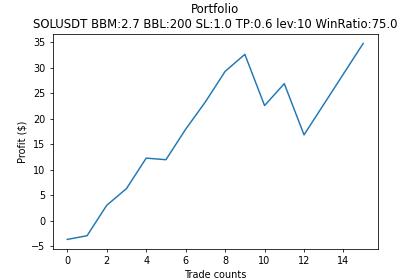 Portfolio
SOLUSDT BBM:2.7 BBL:200 SL:1.0 TP:0.6 lev:10 WinRatio:75.0
35
30
25
20
15
10
5
0
−5
Profit ($)
0 2 4 6 8 10 12 14
Trade counts